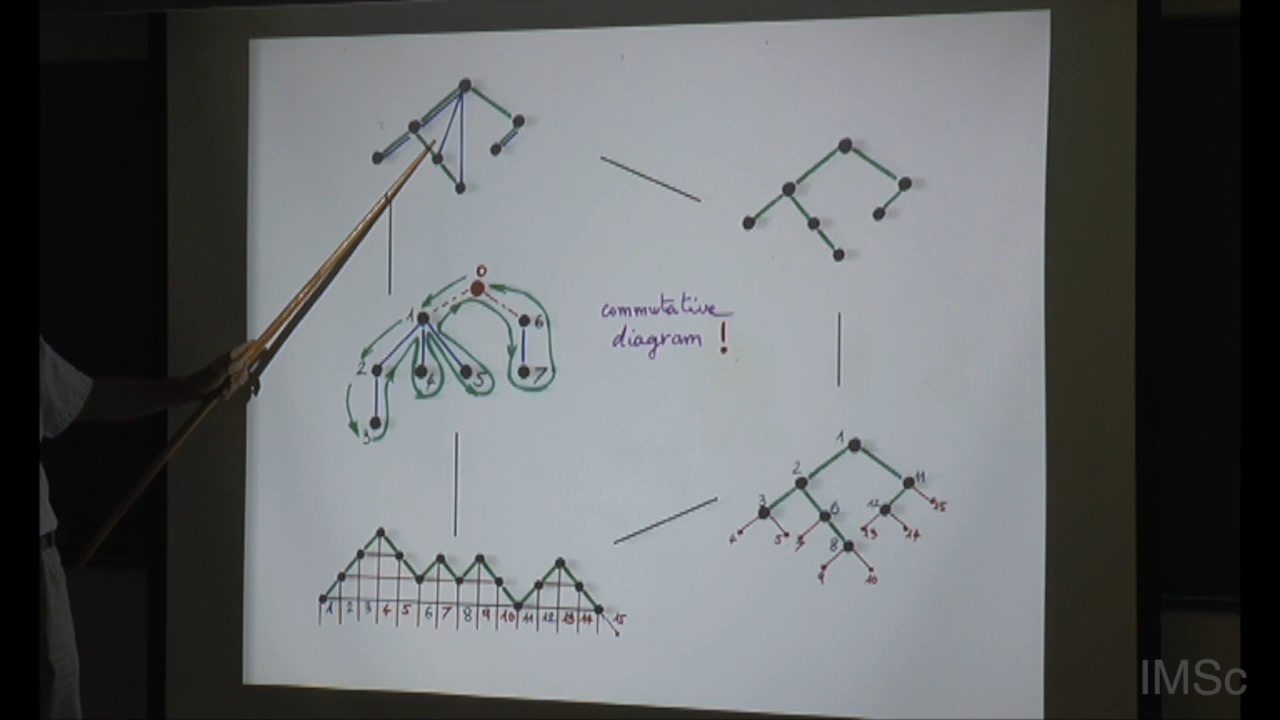 0
1 6
2 4 5 7
3
commutative
diagram !
1
2 11
3 6 12 15
4 5 7 8 13 14
9 10
1 2 3 4 5 6 7 8 9 10 11 12 13 14 15
IMSc